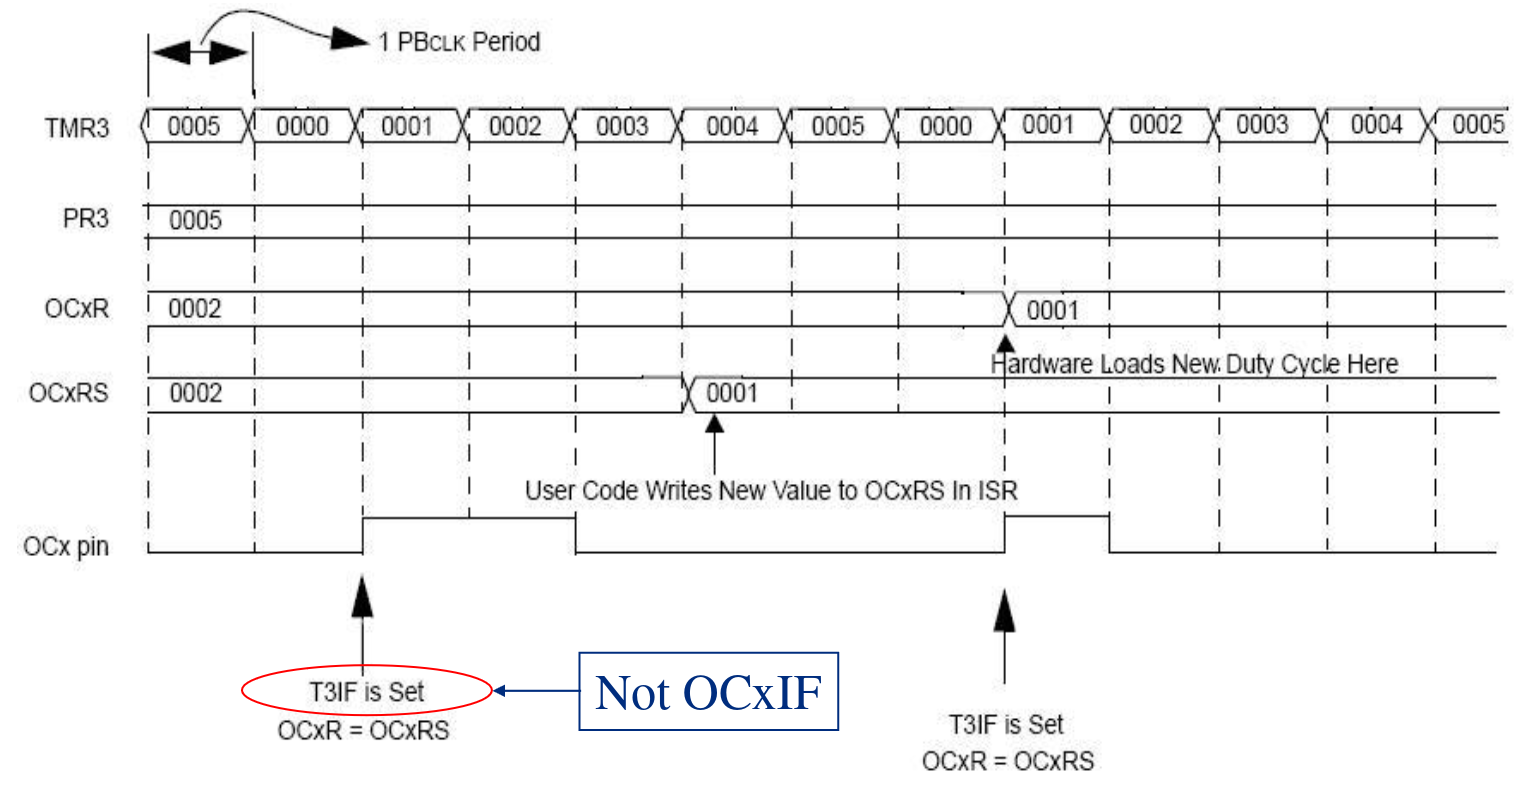 1 PBCLK Period
TMR3 0005 0000 0001 0002 0003 0004 0005 0000 0001 0002 0003 0004 0005
PR3 0005
OCxR 0002 0001
Hardware Loads New Duty Cycle Here
OCxRS 0002 0001
User Code Writes New Value to OCxRS In ISR
OCx pin
T3IF is Set
OCxR = OCxRS
Not OCxIF
T3IF is Set
OCxR = OCxRS